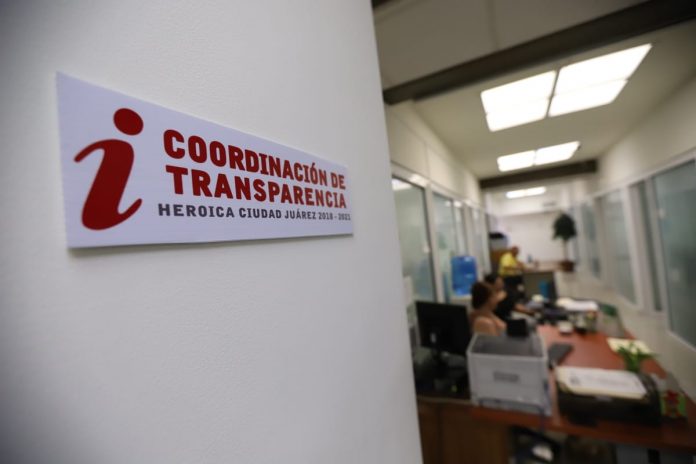 i
COORDINACIÓN DE
TRANSPARENCIA
HEROICA CIUDAD JUÁREZ 2018 - 2021